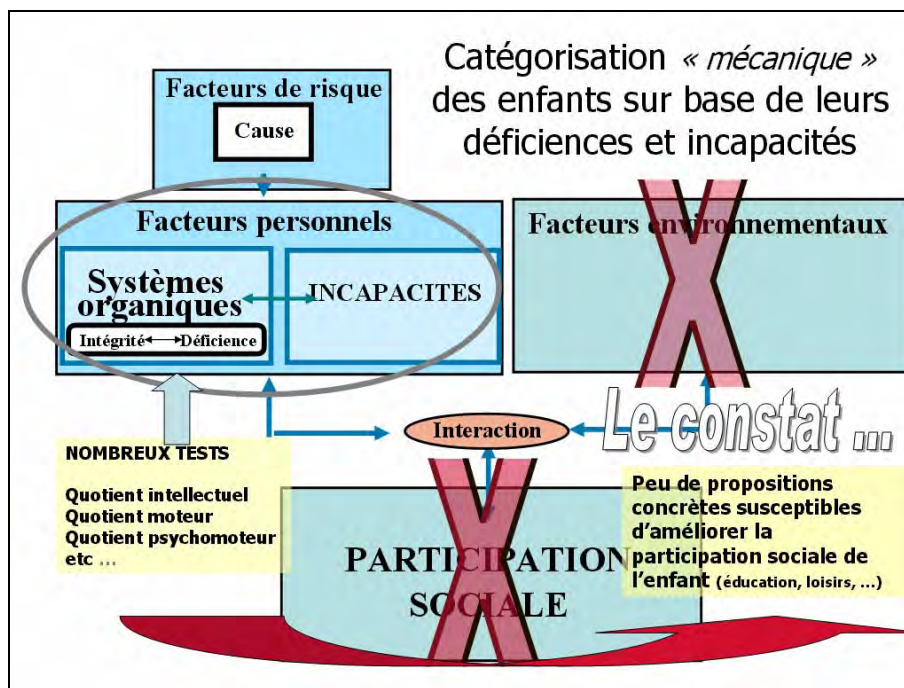 Catégorisation « mécanique »
des enfants sur base de leurs
déficiences et incapacités
Facteurs de risque
Cause
Facteurs personnels
Systèmes
organiques
Intégrité
Déficience
INCAPACITES
Facteurs environnementaux
Interaction
Le constat ...
NOMBREUX TESTS
Quotient intellectuel
Quotient moteur
Quotient psychomoteur
etc ...
PARTICIPATION
SOCIALE
Peu de propositions
concrètes susceptibles
d’améliorer la
participation sociale de
l’enfant (éducation, loisirs, ...)